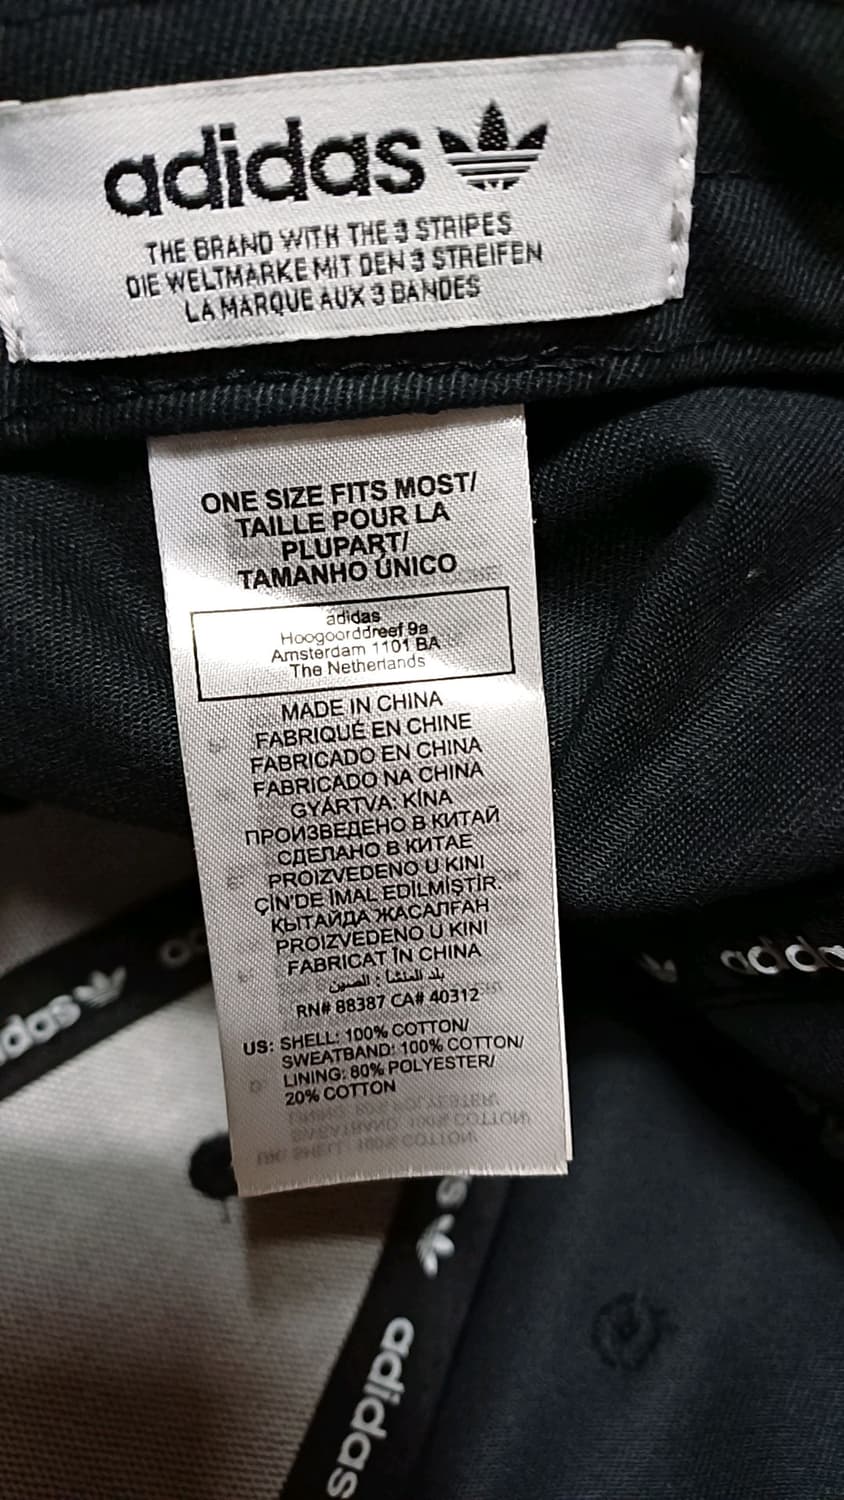 adidas
THE BRAND WITH THE 3 STRIPES
DIE WELTMARKE MIT DEN 3 STREIFEN
LA MARQUE AUX 3 BANDES
ONE SIZE FITS MOST/
TAILLE POUR LA
PLUPART/
TAMANHO ÚNICO
adidas
Hoogoorddreef 9a
Amsterdam 1101 BA
The Netherlands
MADE IN CHINA
FABRIQUÉ EN CHINE
FABRICADO EN CHINA
FABRICADO NA CHINA
GYÁRTVA: KÍNA
ПРОИЗВЕДЕНО В КИТАЙ
СДЕЛАНО В КИТАЕ
PROIZVEDENO U KINI
ÇİN'DE İMAL EDİLMİŞTİR.
ҚЫТАЙДА ЖАСАЛҒАН
PROIZVEDENO U KINI
FABRICAT ÎN CHINA
بلد المنشأ : الصين
RN# 88387 CA# 40312
US: SHELL: 100% COTTON/
SWEATBAND: 100% COTTON/
LINING: 80% POLYESTER/
20% COTTON
adidas